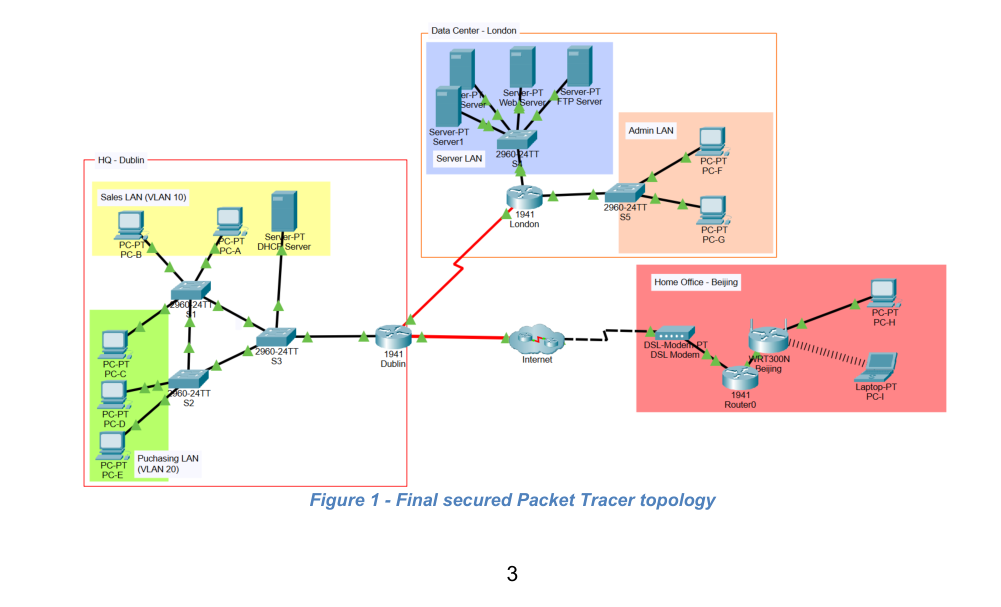 Data Center - London
Server-PT
Web Server
Server-PT
FTP Server
Server-PT
Server1
Server LAN
2960-24TT
Admin LAN
PC-PT
PC-F
1941
London
2960-24TT
S5
PC-PT
PC-G
HQ - Dublin
Sales LAN (VLAN 10)
PC-PT
PC-B
PC-PT
PC-A
Server-PT
DHCP Server
2960-24TT
S1
PC-PT
PC-C
2960-24TT
S3
2960-24TT
S2
PC-PT
PC-D
PC-PT
PC-E
Puchasing LAN
(VLAN 20)
1941
Dublin
Internet
Home Office - Beijing
PC-PT
PC-H
DSL-Modem-PT
DSL Modem
WRT300N
Beijing
1941
Router0
Laptop-PT
PC-I
Figure 1 - Final secured Packet Tracer topology
3